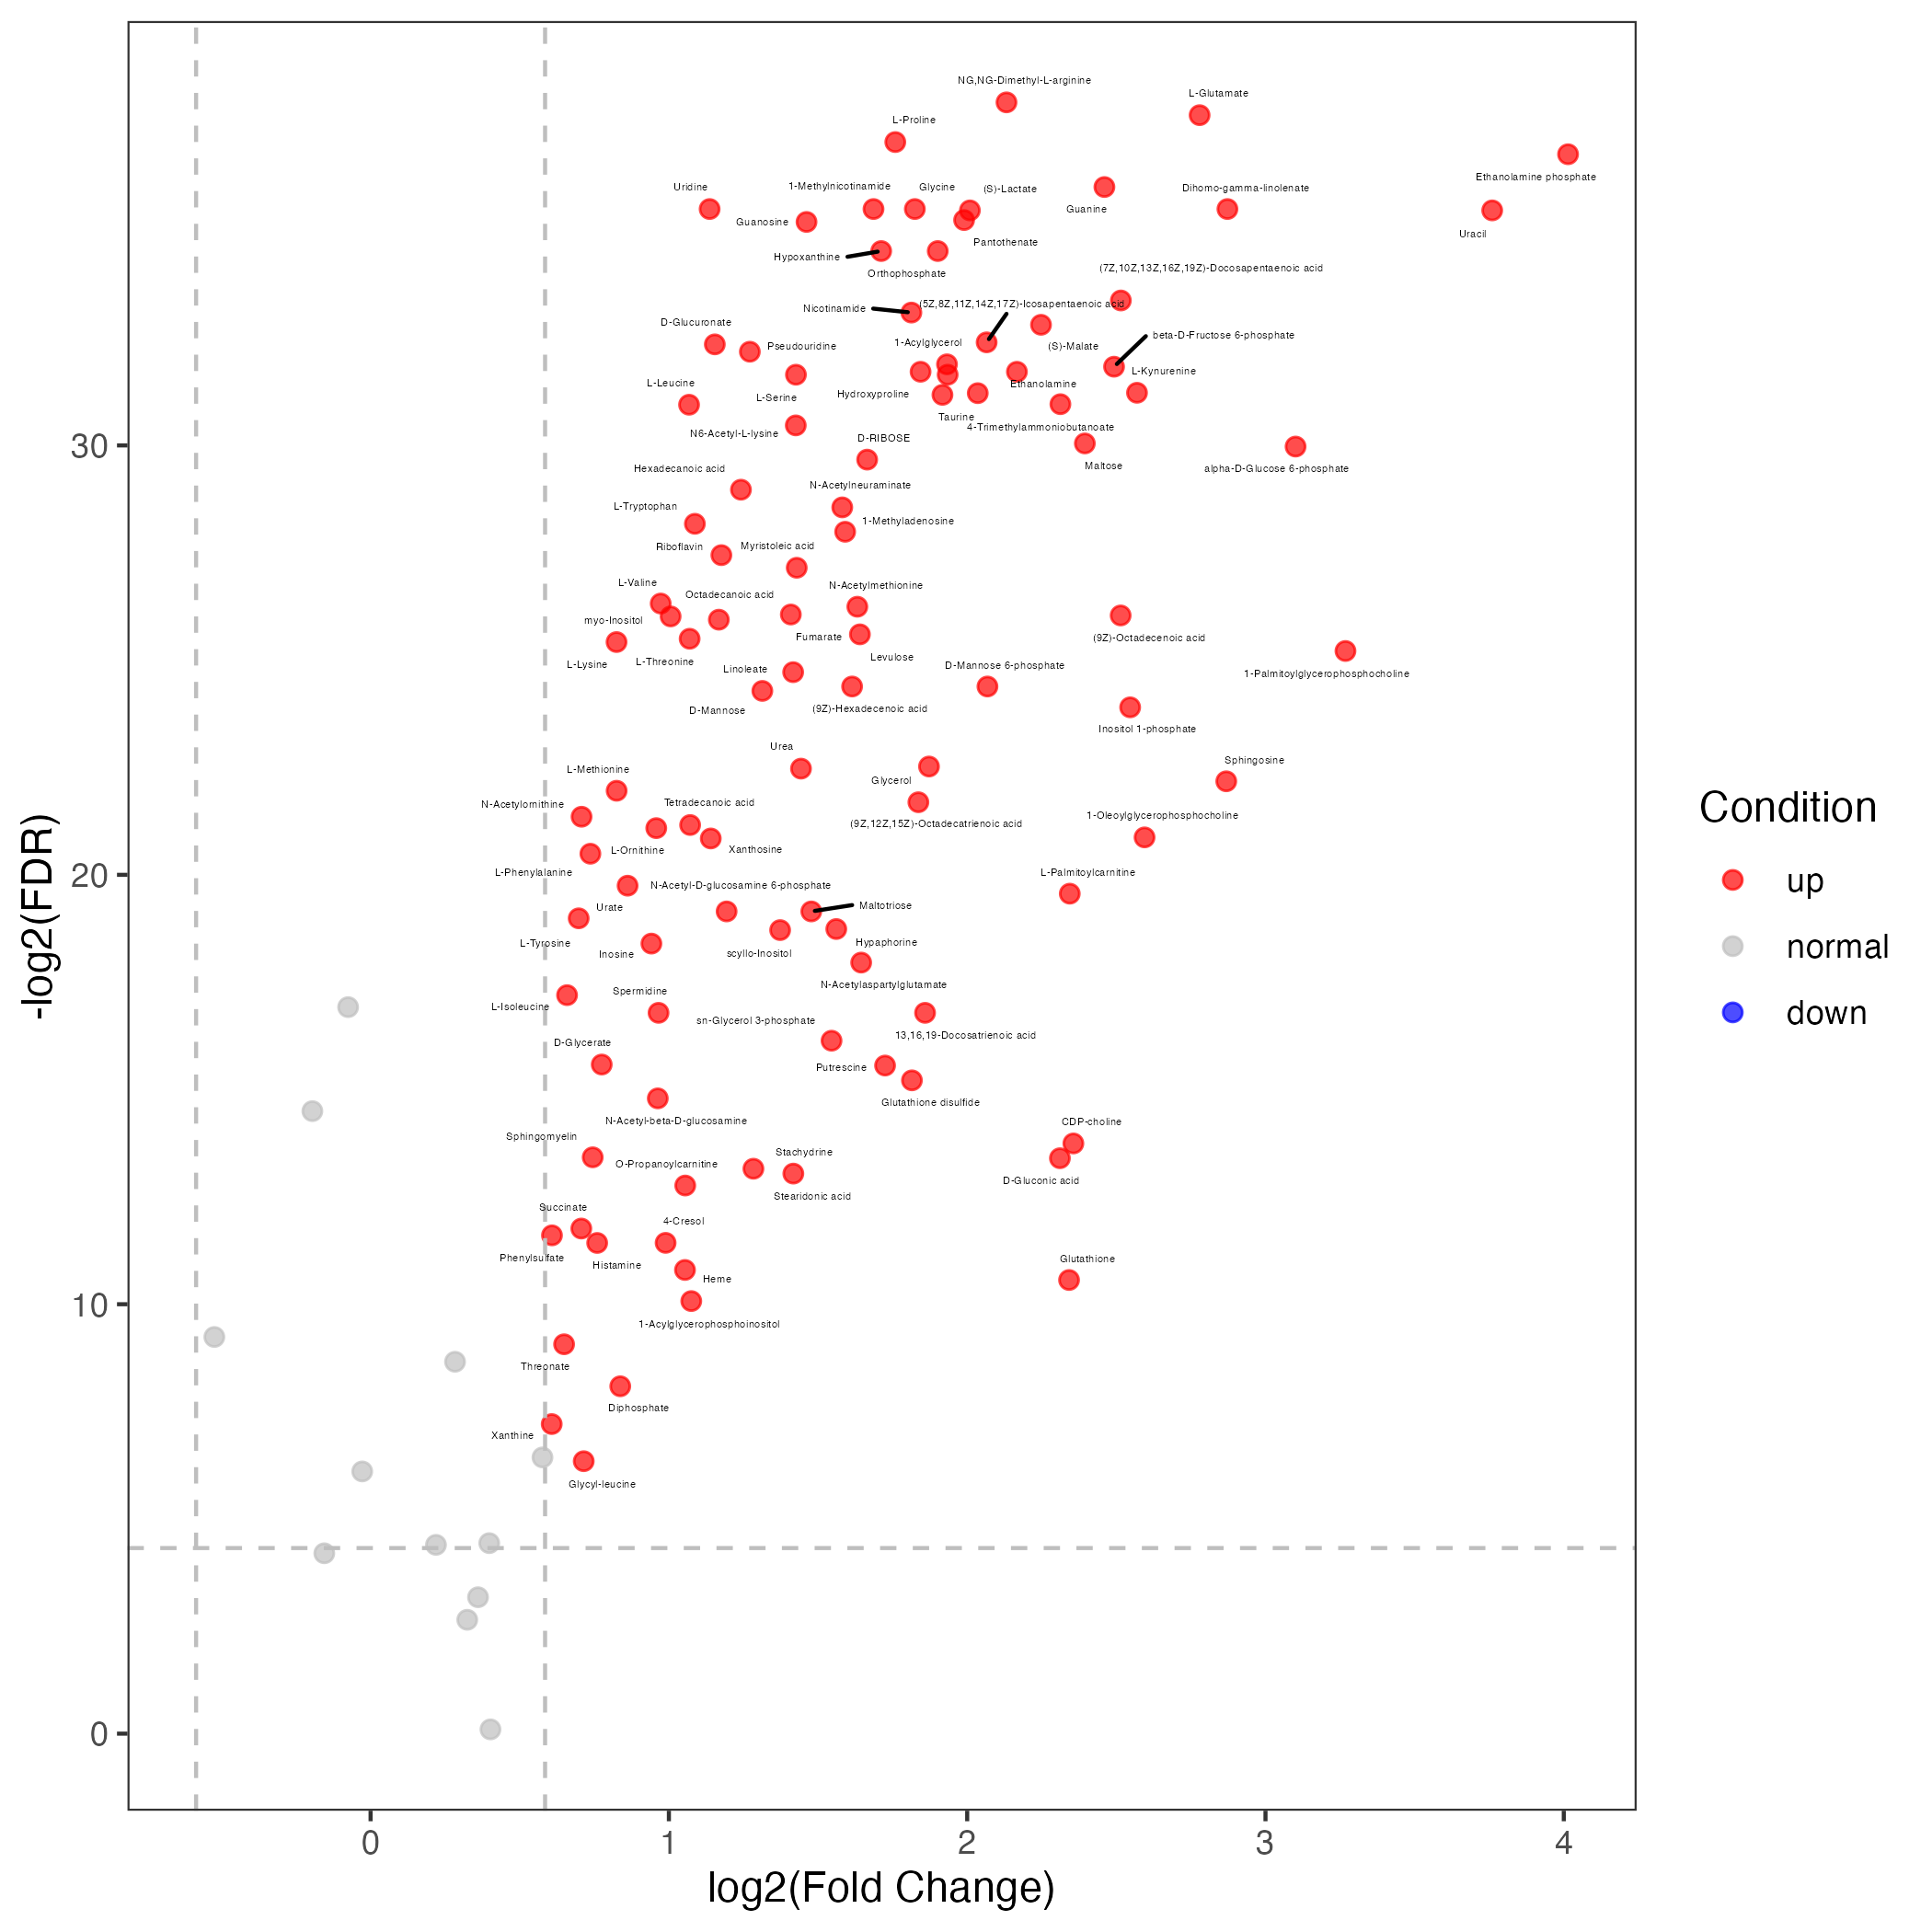 NG,NG-Dimethyl-L-arginine
L-Glutamate
L-Proline
Ethanolamine phosphate
Uridine
1-Methylnicotinamide
Glycine
(S)-Lactate
Guanine
Dihomo-gamma-linolenate
Guanosine
Uracil
Pantothenate
Hypoxanthine
Orthophosphate
(7Z,10Z,13Z,16Z,19Z)-Docosapentaenoic acid
Nicotinamide
(5Z,8Z,11Z,14Z,17Z)-Icosapentaenoic acid
D-Glucuronate
Pseudouridine
1-Acylglycerol
(S)-Malate
beta-D-Fructose 6-phosphate
L-Kynurenine
L-Leucine
L-Serine
Hydroxyproline
Ethanolamine
Taurine
4-Trimethylammoniobutanoate
N6-Acetyl-L-lysine
D-RIBOSE
Maltose
alpha-D-Glucose 6-phosphate
Hexadecanoic acid
N-Acetylneuraminate
L-Tryptophan
1-Methyladenosine
Riboflavin
Myristoleic acid
L-Valine
Octadecanoic acid
N-Acetylmethionine
myo-Inositol
Fumarate
(9Z)-Octadecenoic acid
L-Lysine
L-Threonine
Linoleate
Levulose
D-Mannose 6-phosphate
1-Palmitoylglycerophosphocholine
D-Mannose
(9Z)-Hexadecenoic acid
Inositol 1-phosphate
Urea
Sphingosine
L-Methionine
Glycerol
N-Acetylornithine
Tetradecanoic acid
(9Z,12Z,15Z)-Octadecatrienoic acid
1-Oleoylglycerophosphocholine
L-Ornithine
Xanthosine
L-Phenylalanine
N-Acetyl-D-glucosamine 6-phosphate
L-Palmitoylcarnitine
Urate
Maltotriose
L-Tyrosine
Inosine
scyllo-Inositol
Hypaphorine
N-Acetylaspartylglutamate
L-Isoleucine
Spermidine
sn-Glycerol 3-phosphate
13,16,19-Docosatrienoic acid
D-Glycerate
Putrescine
Glutathione disulfide
N-Acetyl-beta-D-glucosamine
CDP-choline
Sphingomyelin
O-Propanoylcarnitine
Stachydrine
D-Gluconic acid
Stearidonic acid
Succinate
4-Cresol
Phenylsulfate
Histamine
Heme
Glutathione
1-Acylglycerophosphoinositol
Threonate
Diphosphate
Xanthine
Glycyl-leucine
30
20
10
0
-log2(FDR)
0 1 2 3 4
log2(Fold Change)
Condition
up
normal
down